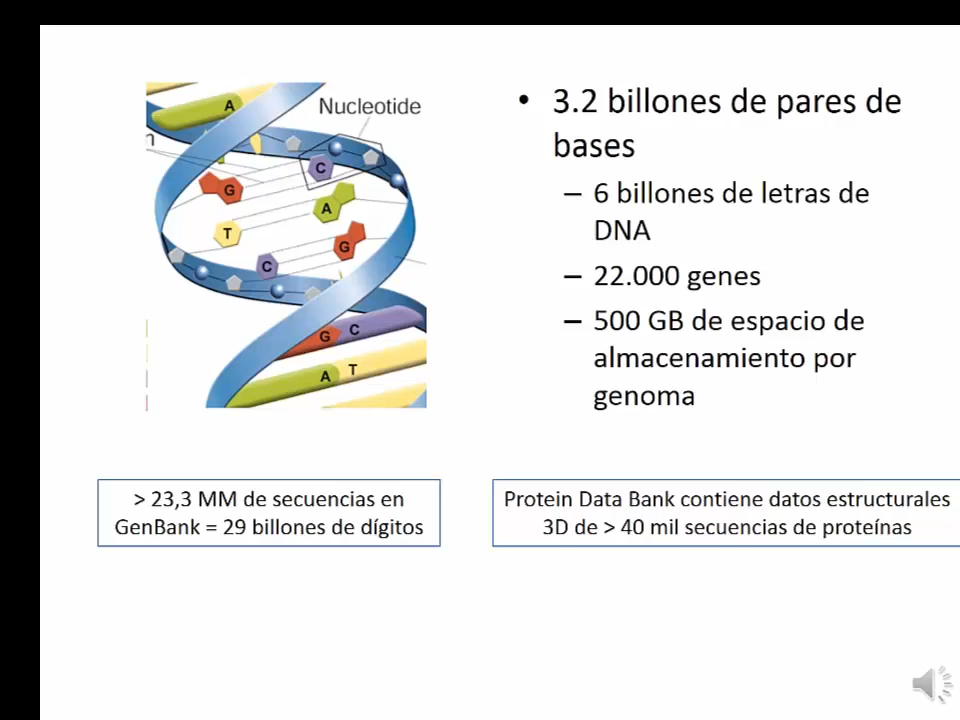 A
Nucleotide
n
C
G
A
T
G
C
G C
A T
• 3.2 billones de pares de
bases
– 6 billones de letras de
DNA
– 22.000 genes
– 500 GB de espacio de
almacenamiento por
genoma
> 23,3 MM de secuencias en
GenBank = 29 billones de dígitos
Protein Data Bank contiene datos estructurales
3D de > 40 mil secuencias de proteínas